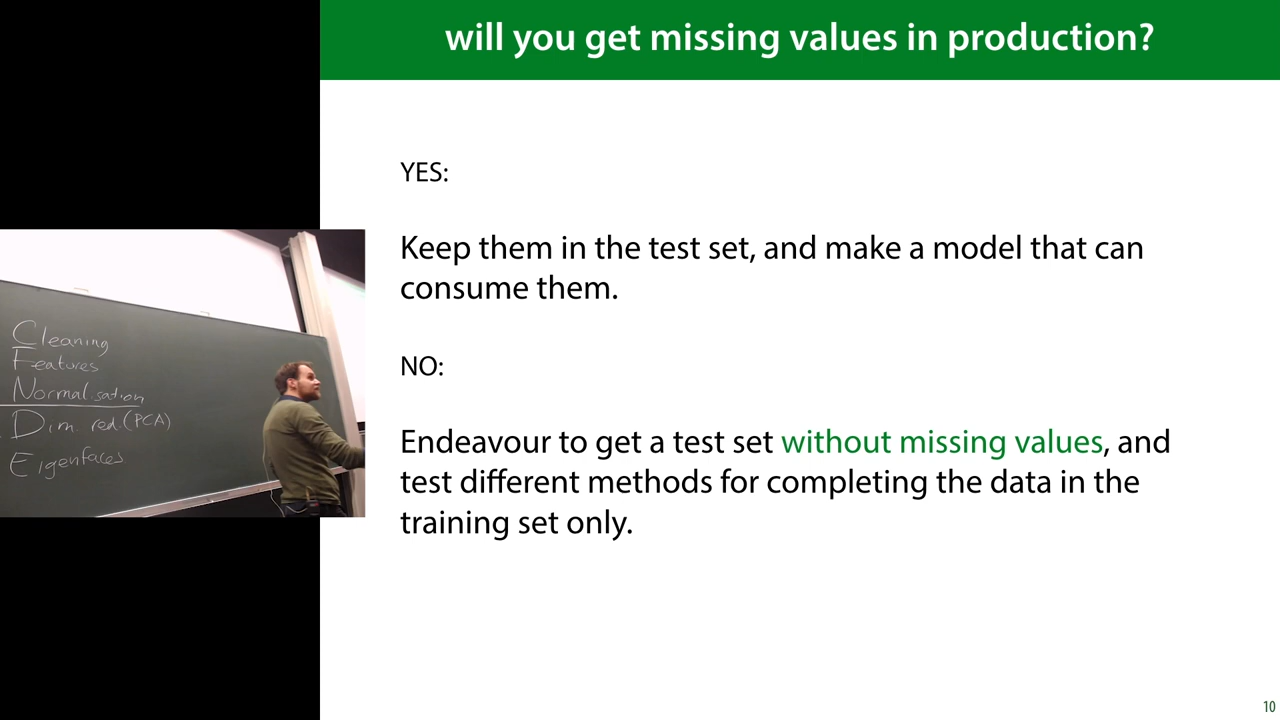 will you get missing values in production?
YES:
Keep them in the test set, and make a model that can
consume them.
NO:
Endeavour to get a test set without missing values, and
test different methods for completing the data in the
training set only.
10
Cleaning
Features
Normalisation
Dim. red. (PCA)
Eigenfaces